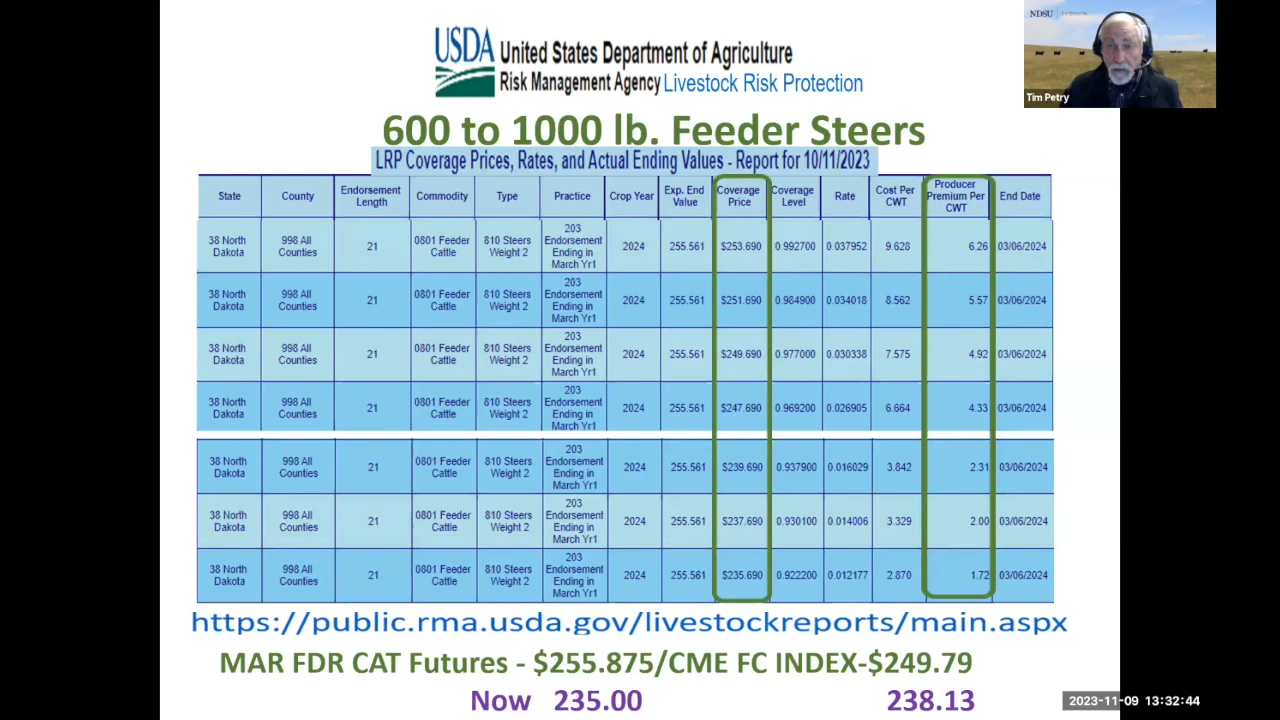 NDSU EXTENSION
Tim Petry
USDA United States Department of Agriculture
Risk Management Agency Livestock Risk Protection
600 to 1000 lb. Feeder Steers
LRP Coverage Prices, Rates, and Actual Ending Values - Report for 10/11/2023
State County Endorsement Length Commodity Type Practice Crop Year Exp. End Value Coverage Price Coverage Level Rate Cost Per CWT Producer Premium Per CWT End Date
38 North Dakota 998 All Counties 21 0801 Feeder Cattle 810 Steers Weight 2 203 Endorsement Ending in March Yr1 2024 255.561 $253.690 0.992700 0.037952 9.628 6.26 03/06/2024
38 North Dakota 998 All Counties 21 0801 Feeder Cattle 810 Steers Weight 2 203 Endorsement Ending in March Yr1 2024 255.561 $251.690 0.984900 0.034018 8.562 5.57 03/06/2024
38 North Dakota 998 All Counties 21 0801 Feeder Cattle 810 Steers Weight 2 203 Endorsement Ending in March Yr1 2024 255.561 $249.690 0.977000 0.030338 7.575 4.92 03/06/2024
38 North Dakota 998 All Counties 21 0801 Feeder Cattle 810 Steers Weight 2 203 Endorsement Ending in March Yr1 2024 255.561 $247.690 0.969200 0.026905 6.664 4.33 03/06/2024
38 North Dakota 998 All Counties 21 0801 Feeder Cattle 810 Steers Weight 2 203 Endorsement Ending in March Yr1 2024 255.561 $239.690 0.937900 0.016029 3.842 2.31 03/06/2024
38 North Dakota 998 All Counties 21 0801 Feeder Cattle 810 Steers Weight 2 203 Endorsement Ending in March Yr1 2024 255.561 $237.690 0.930100 0.014006 3.329 2.00 03/06/2024
38 North Dakota 998 All Counties 21 0801 Feeder Cattle 810 Steers Weight 2 203 Endorsement Ending in March Yr1 2024 255.561 $235.690 0.922200 0.012177 2.870 1.72 03/06/2024
https://public.rma.usda.gov/livestockreports/main.aspx
MAR FDR CAT Futures - $255.875/CME FC INDEX-$249.79
Now 235.00 238.13
2023-11-09 13:32:44